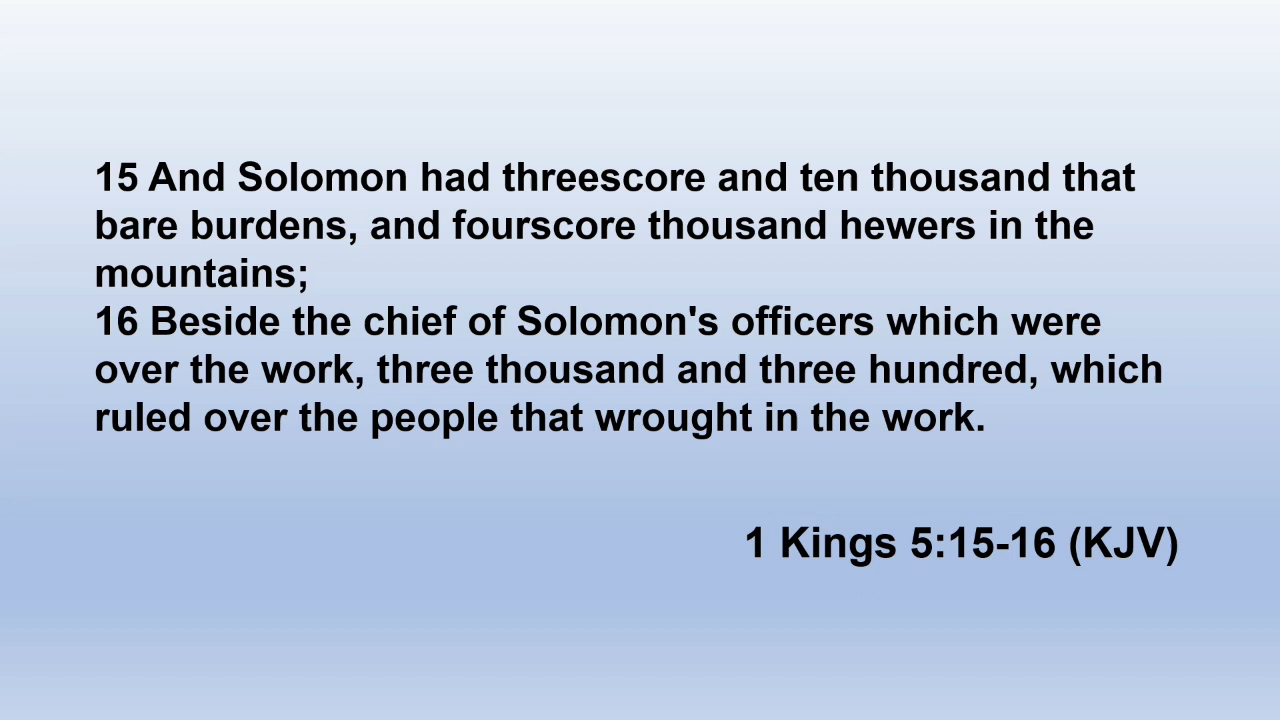 15 And Solomon had threescore and ten thousand that
bare burdens, and fourscore thousand hewers in the
mountains;
16 Beside the chief of Solomon's officers which were
over the work, three thousand and three hundred, which
ruled over the people that wrought in the work.
1 Kings 5:15-16 (KJV)